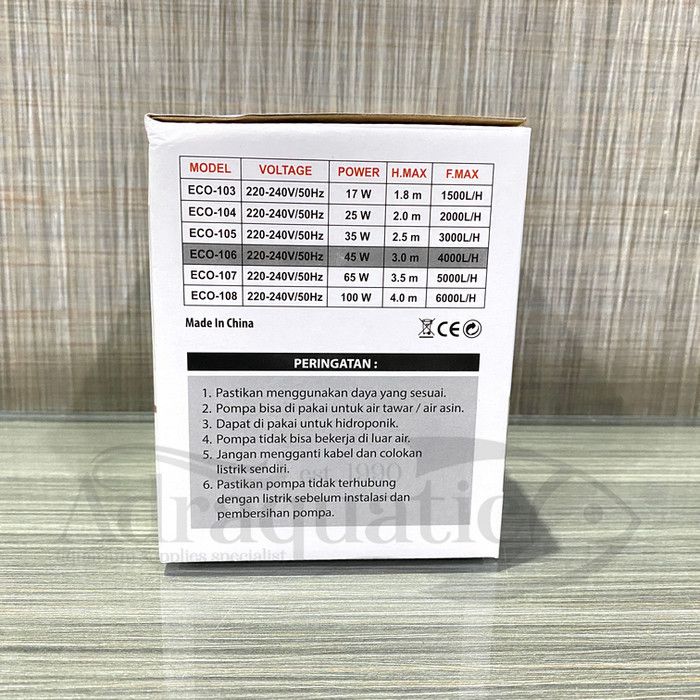 MODEL VOLTAGE POWER H.MAX F.MAX
ECO-103 220-240V/50Hz 17 W 1.8 m 1500L/H
ECO-104 220-240V/50Hz 25 W 2.0 m 2000L/H
ECO-105 220-240V/50Hz 35 W 2.5 m 3000L/H
ECO-106 220-240V/50Hz 45 W 3.0 m 4000L/H
ECO-107 220-240V/50Hz 65 W 3.5 m 5000L/H
ECO-108 220-240V/50Hz 100 W 4.0 m 6000L/H
Made In China CE
PERINGATAN :
1. Pastikan menggunakan daya yang sesuai.
2. Pompa bisa di pakai untuk air tawar / air asin.
3. Dapat di pakai untuk hidroponik.
4. Pompa tidak bisa bekerja di luar air.
5. Jangan mengganti kabel dan colokan
listrik sendiri.
6. Pastikan pompa tidak terhubung
dengan listrik sebelum instalasi dan
pembersihan pompa.
est. 1990
Adraquatic
aquarium supplies specialist